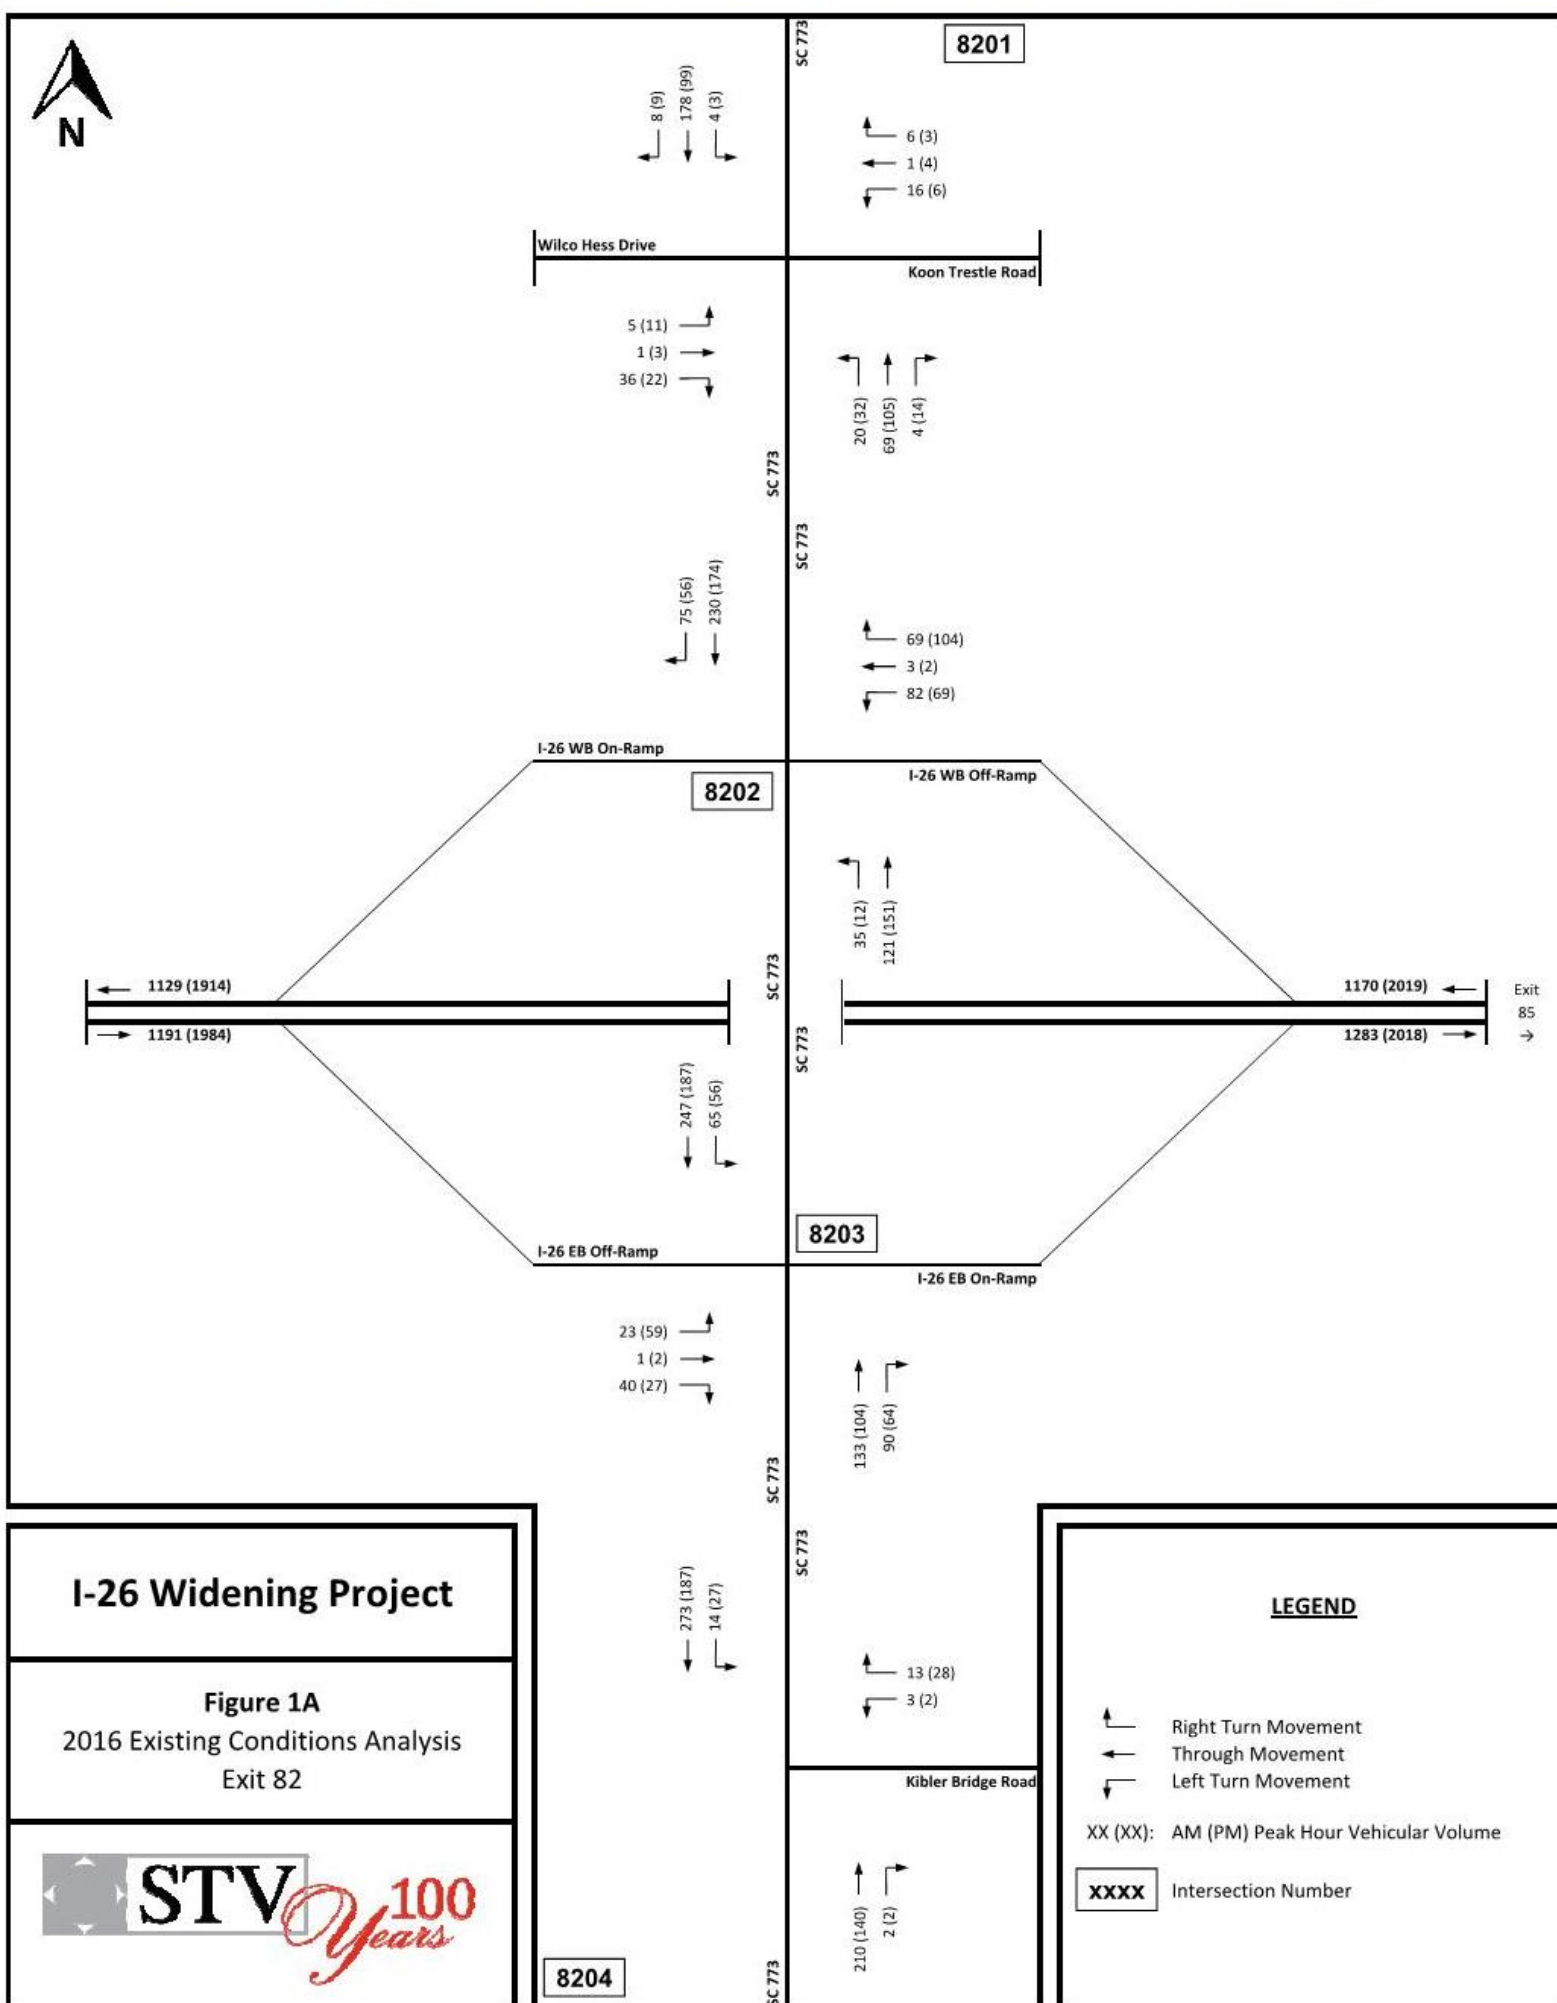 SC 773
8201
N
8 (9)
178 (99)
4 (3)
6 (3)
1 (4)
16 (6)
Wilco Hess Drive
Koon Trestle Road
5 (11)
1 (3)
36 (22)
20 (32)
69 (105)
4 (14)
SC 773
SC 773
75 (56)
230 (174)
69 (104)
3 (2)
82 (69)
I-26 WB On-Ramp
I-26 WB Off-Ramp
8202
35 (12)
121 (151)
SC 773
1129 (1914)
1170 (2019)
Exit
85
→
1191 (1984)
1283 (2018)
SC 773
247 (187)
65 (56)
8203
I-26 EB Off-Ramp
I-26 EB On-Ramp
23 (59)
1 (2)
40 (27)
133 (104)
90 (64)
SC 773
SC 773
273 (187)
14 (27)
13 (28)
3 (2)
Kibler Bridge Road
210 (140)
2 (2)
8204
SC 773
I-26 Widening Project
Figure 1A
2016 Existing Conditions Analysis
Exit 82
STV 100
Years
LEGEND
Right Turn Movement
Through Movement
Left Turn Movement
XX (XX): AM (PM) Peak Hour Vehicular Volume
XXXX Intersection Number